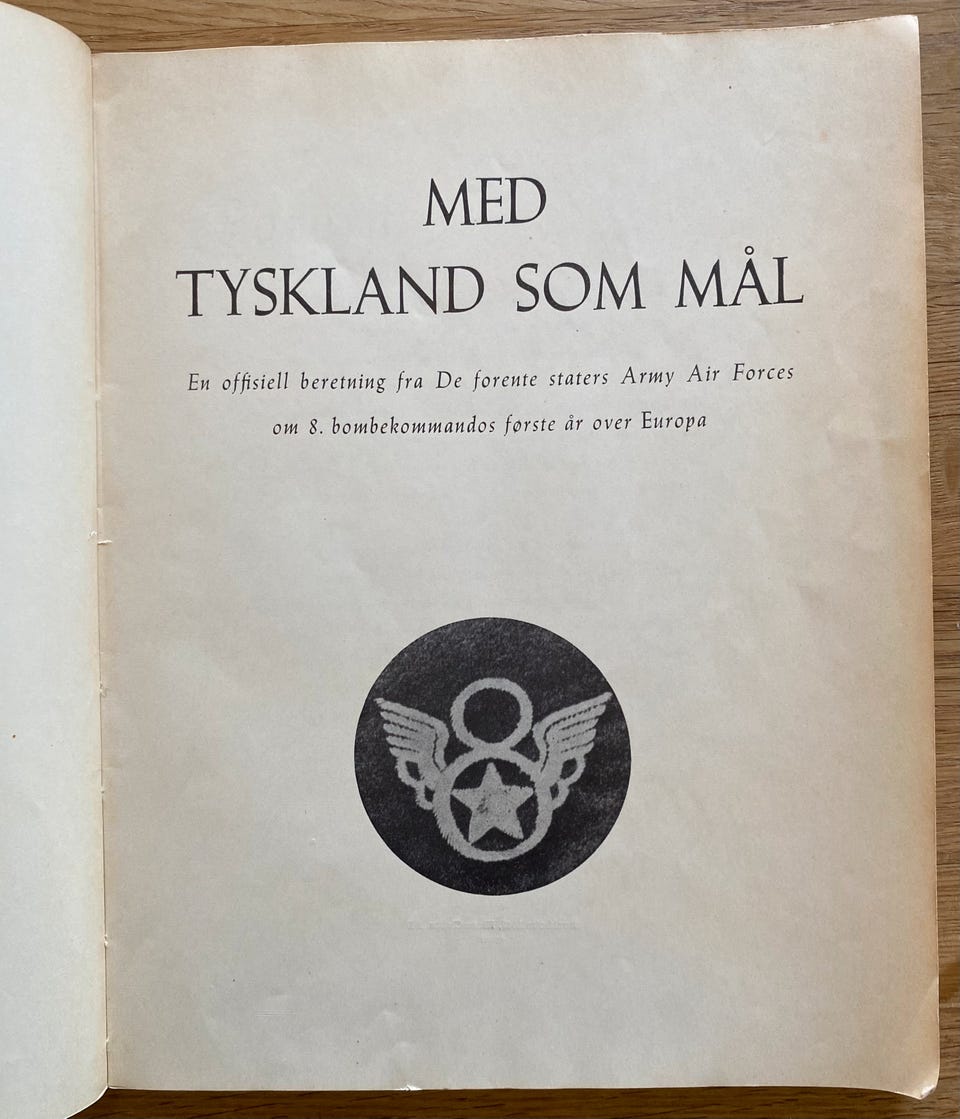 MED
TYSKLAND SOM MÅL
En offisiell beretning fra De forente staters Army Air Forces
om 8. bombekommandos første år over Europa